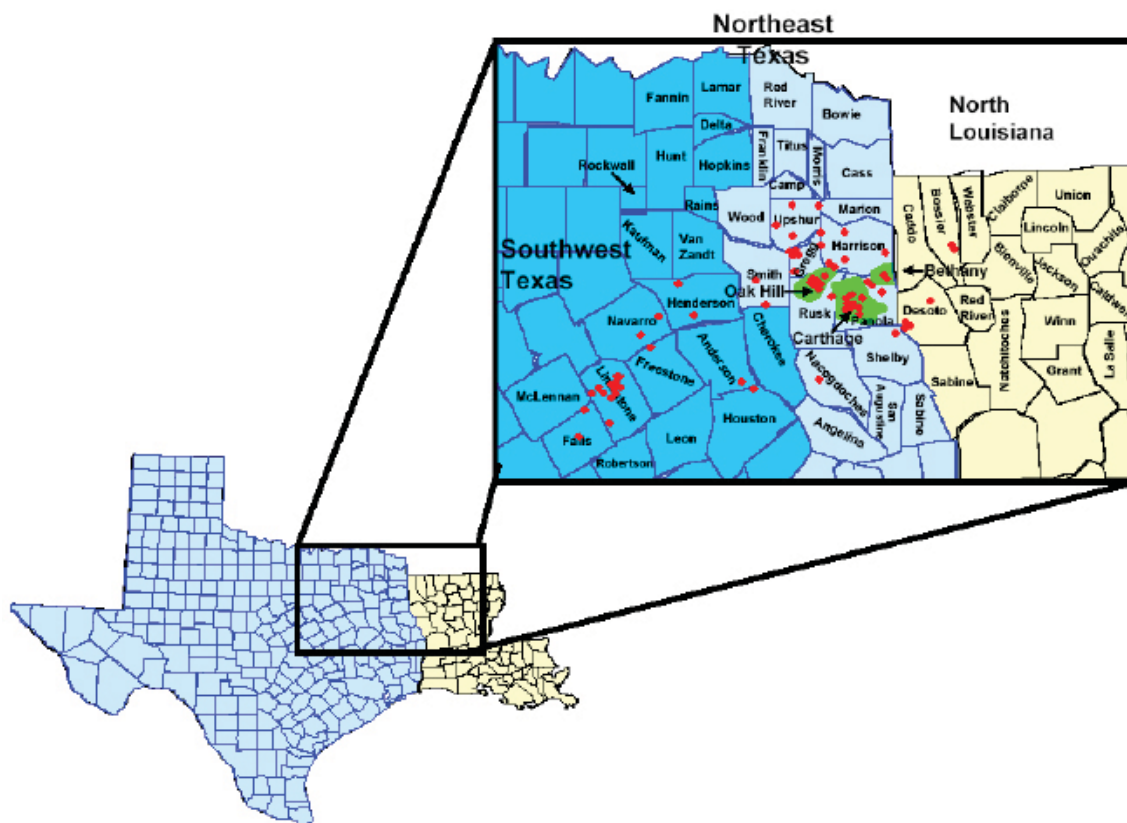 Northeast
Texas
North
Louisiana
Southwest
Texas
Fannin
Lamar
Red
River
Bowie
Delta
Hunt
Hopkins
Franklin
Titus
Morris
Cass
Rockwall
Rains
Camp
Wood
Upshur
Marion
Kaufman
Van
Zandt
Gregg
Harrison
Smith
Bethany
Oak Hill
Henderson
Rusk
Panola
Carthage
Navarro
Cherokee
Shelby
Anderson
Freestone
Limestone
Nacogdoches
San
Augustine
Sabine
McLennan
Houston
Angelina
Falls
Leon
Robertson
Caddo
Bossier
Webster
Claiborne
Union
Lincoln
Ouachita
Bienville
Jackson
Caldwell
Desoto
Red
River
Winn
Natchitoches
Sabine
Grant
La Salle